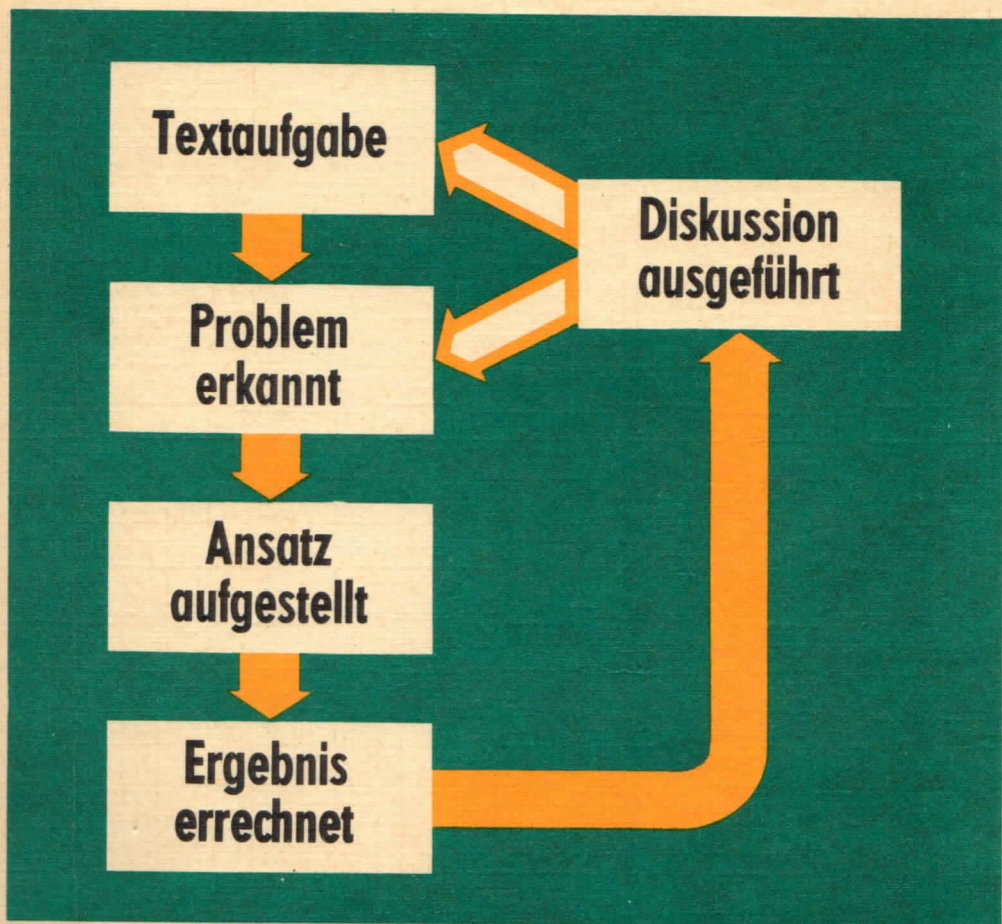 Textaufgabe
Problem
erkannt
Ansatz
aufgestellt
Ergebnis
errechnet
Diskussion
ausgeführt